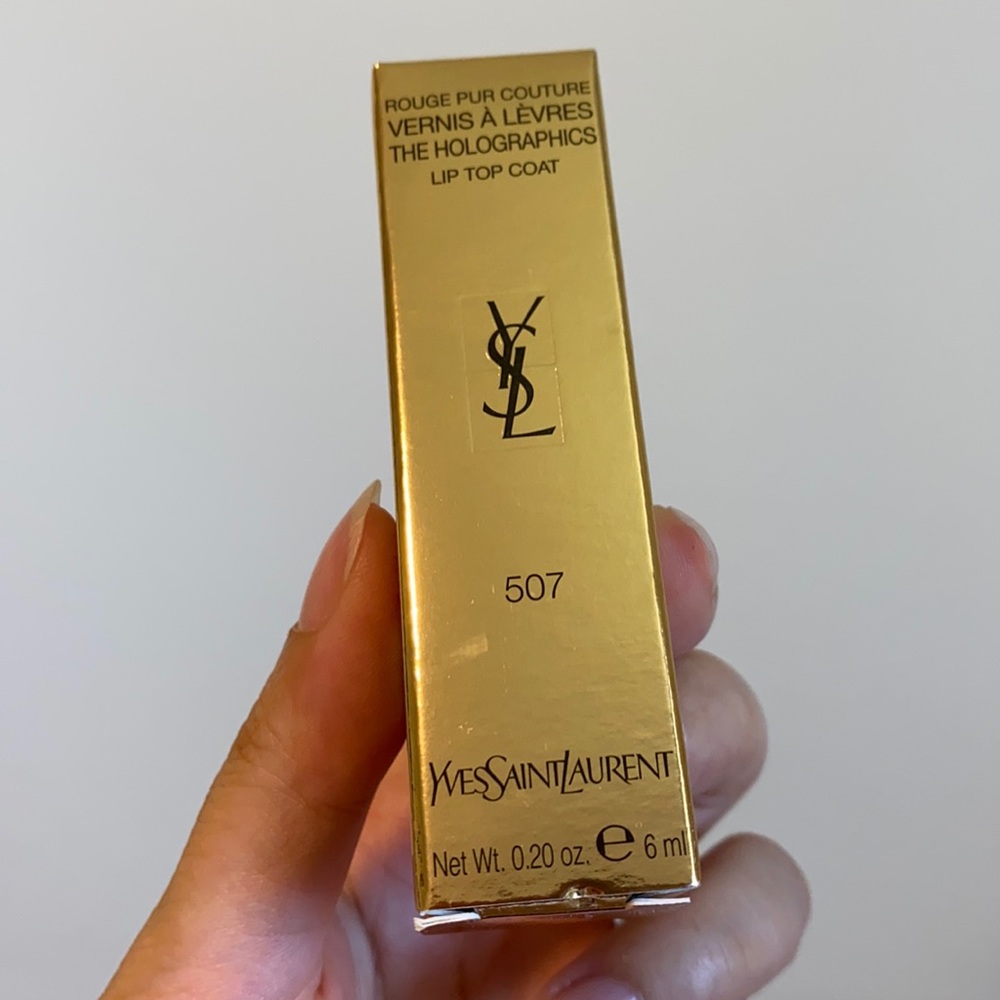 ROUGE PUR COUTURE
VERNIS À LÈVRES
THE HOLOGRAPHICS
LIP TOP COAT
YSL
507
YVESSAINTLAURENT
Net Wt. 0.20 oz. e 6 ml